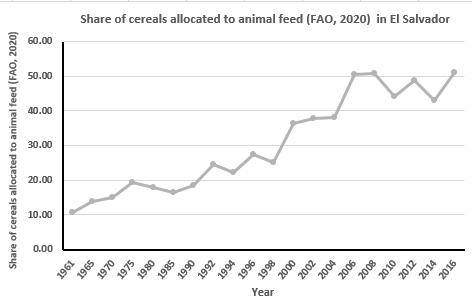 Share of cereals allocated to animal feed (FAO, 2020) in El Salvador
Share of cereals allocated to animal feed (FAO, 2020)
60.00
50.00
40.00
30.00
20.00
10.00
0.00
1961 1965 1970 1975 1980 1985 1990 1992 1994 1996 1998 2000 2002 2004 2006 2008 2010 2012 2014 2016
Year